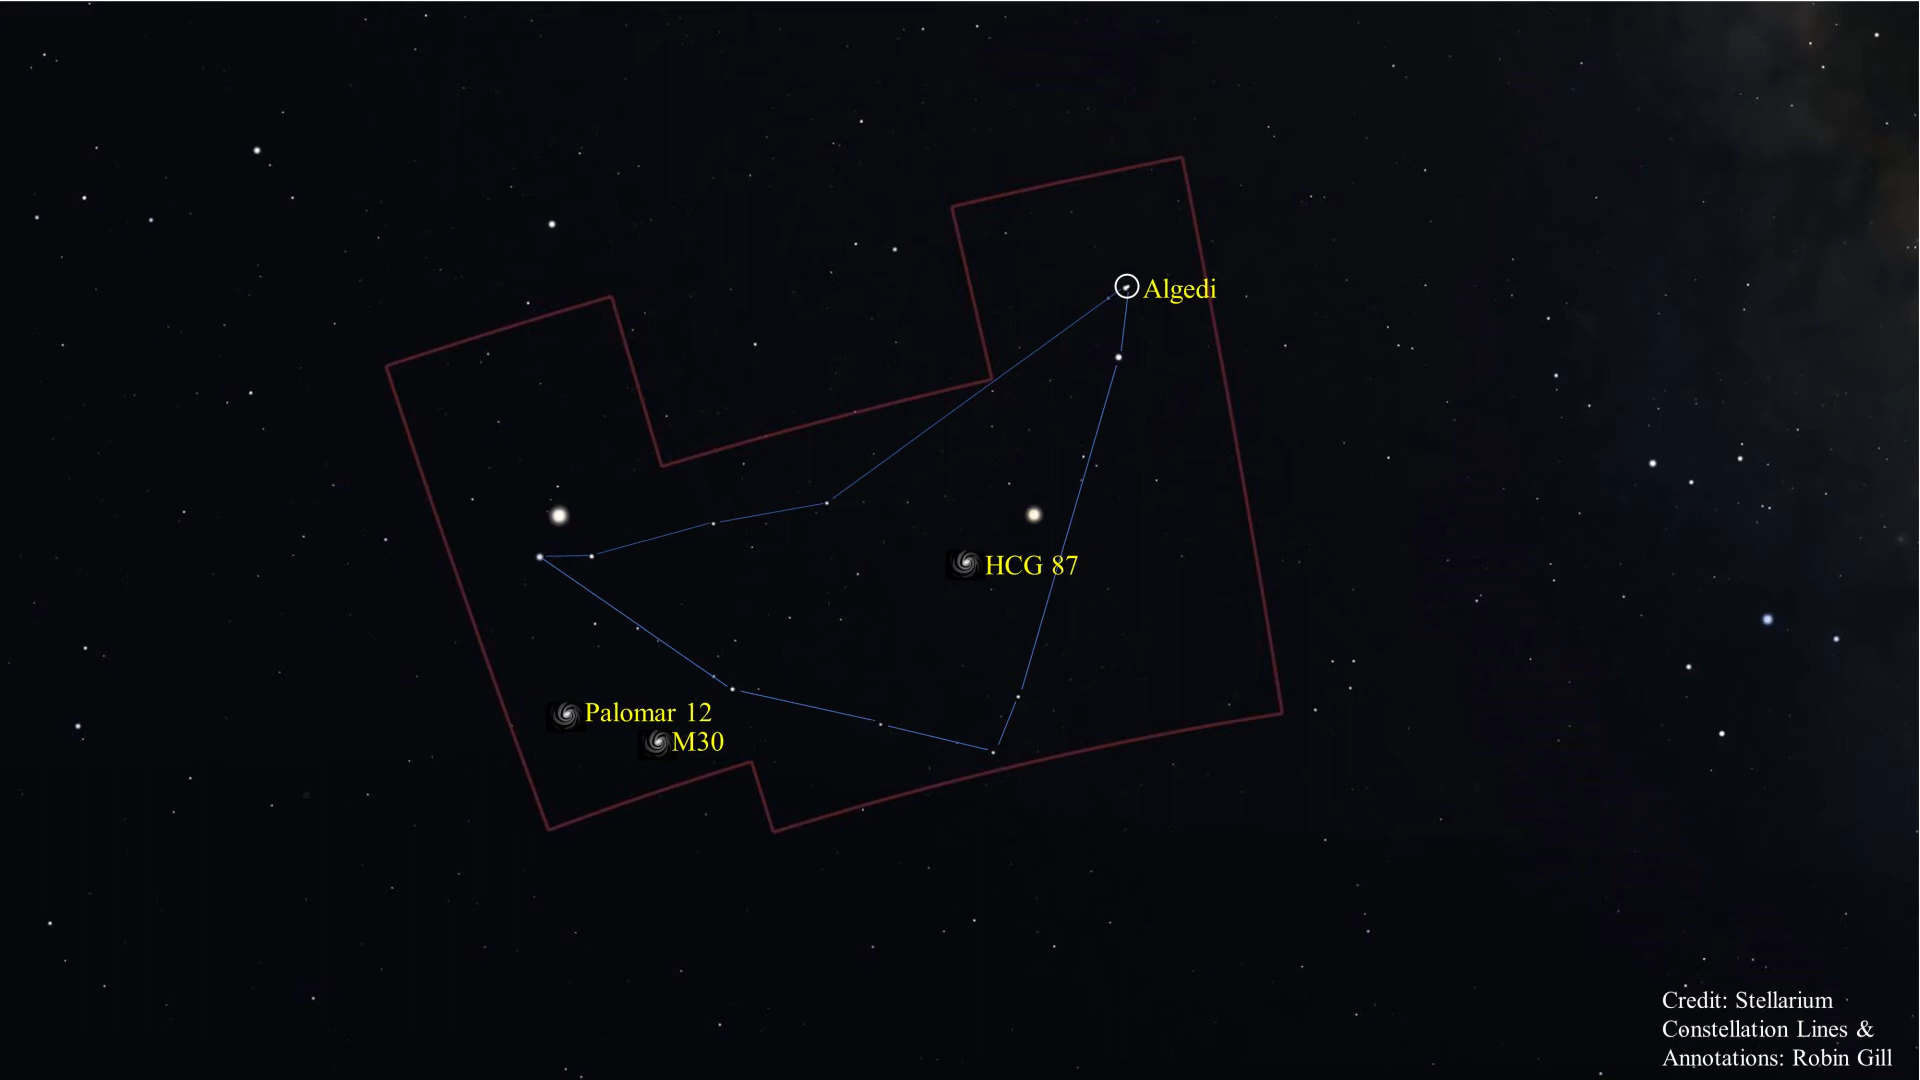 Algedi
HCG 87
Palomar 12
M30
Credit: Stellarium
Constellation Lines &
Annotations: Robin Gill